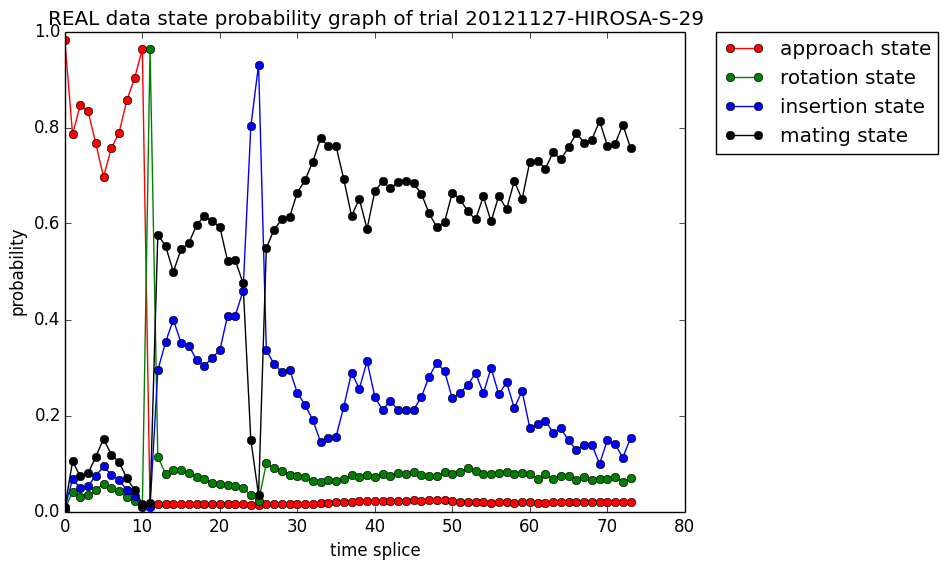 REAL data state probability graph of trial 20121127-HIROSA-S-29
1.0
0.8
0.6
0.4
0.2
0.0
probability
0 10 20 30 40 50 60 70 80
time splice
approach state
rotation state
insertion state
mating state